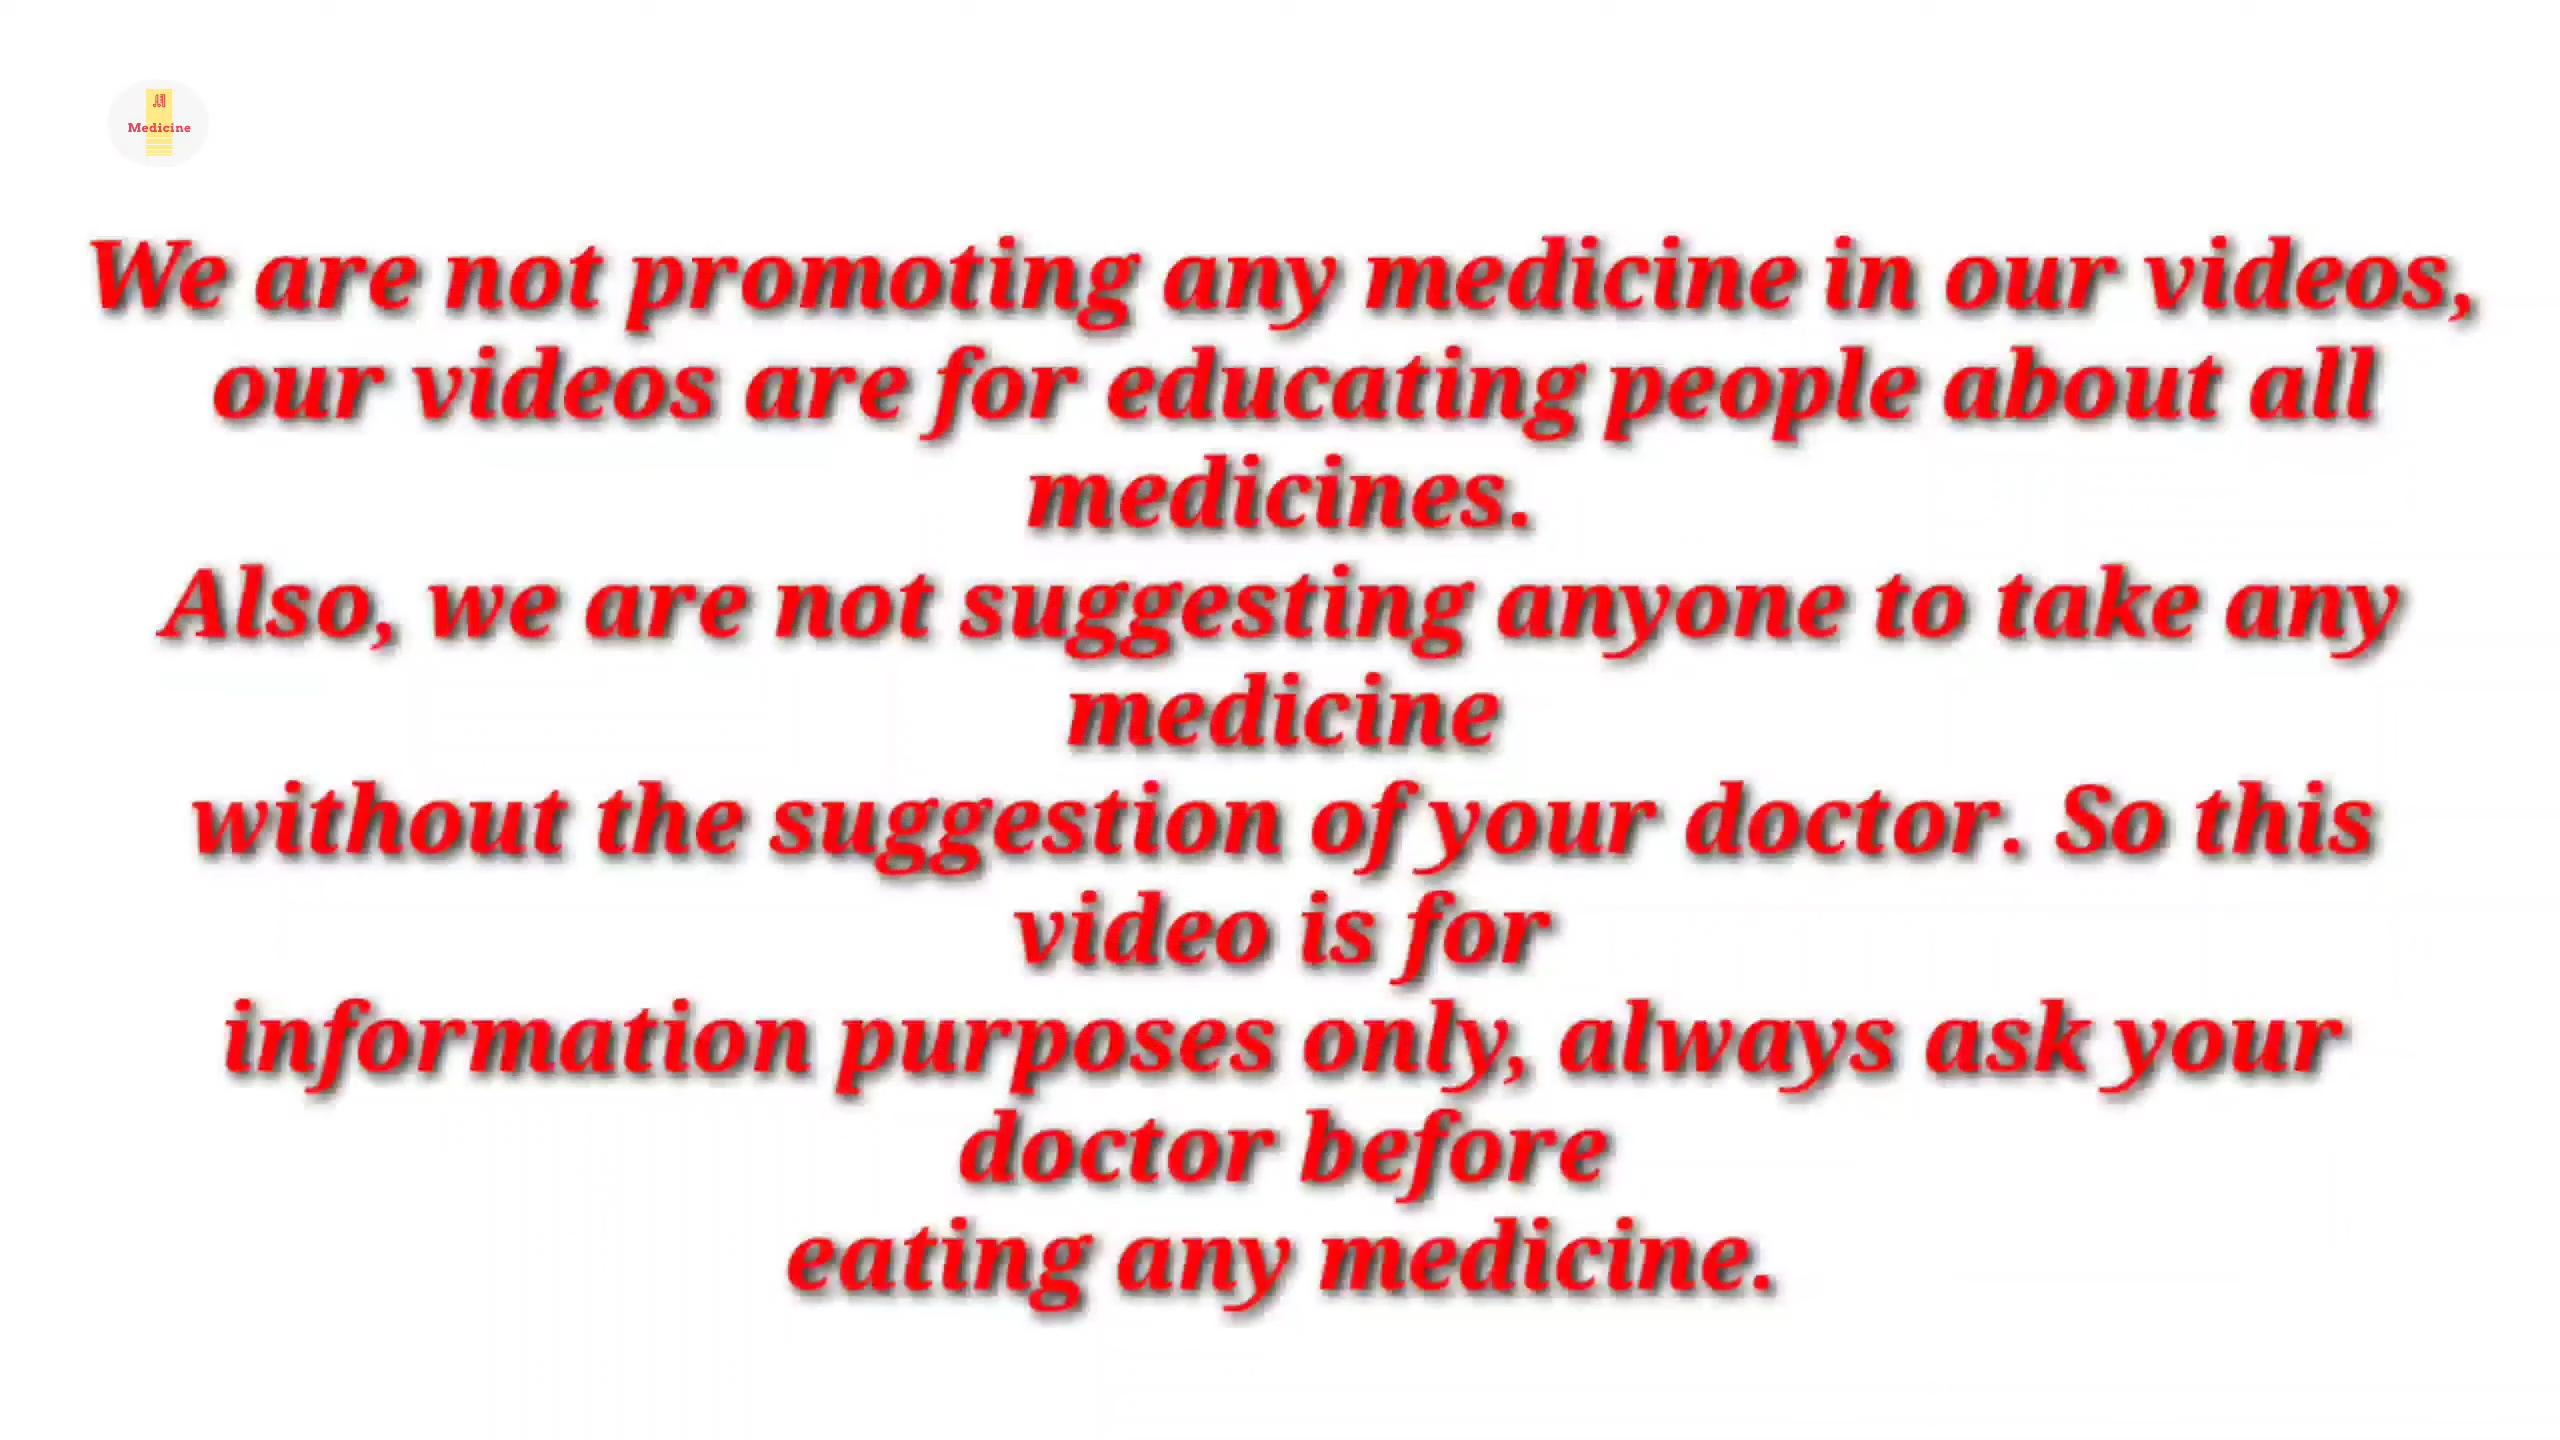 Medicine
We are not promoting any medicine in our videos,
our videos are for educating people about all
medicines.
Also, we are not suggesting anyone to take any
medicine
without the suggestion of your doctor. So this
video is for
information purposes only, always ask your
doctor before
eating any medicine.